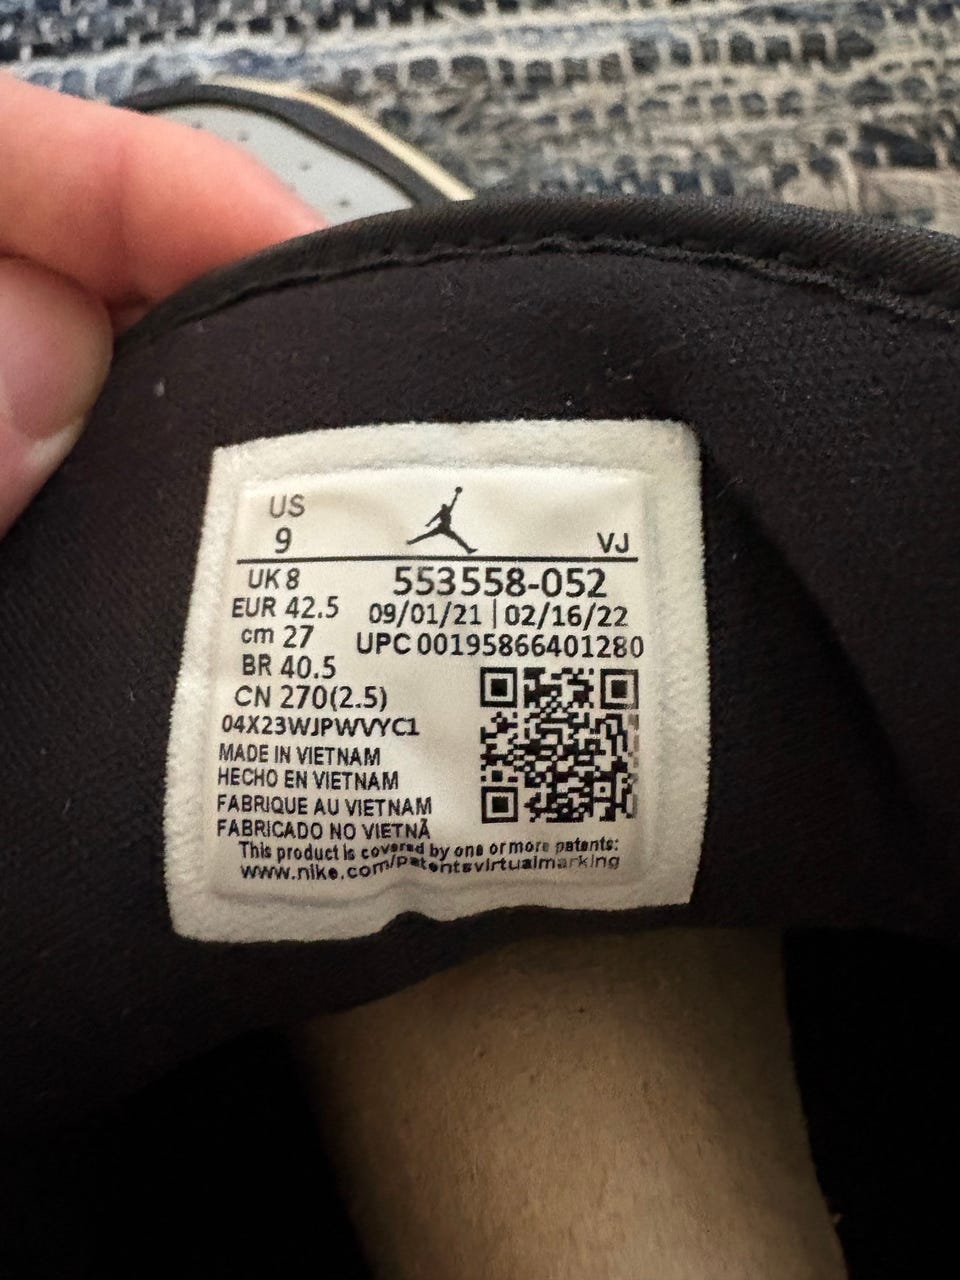 US
9
VJ
UK 8
553558-052
EUR 42.5
09/01/21 | 02/16/22
cm 27
UPC 00195866401280
BR 40.5
CN 270(2.5)
04X23WJPWVYC1
MADE IN VIETNAM
HECHO EN VIETNAM
FABRIQUE AU VIETNAM
FABRICADO NO VIETNÃ
This product is covered by one or more patents:
www.nike.com/patentsvirtualmarking